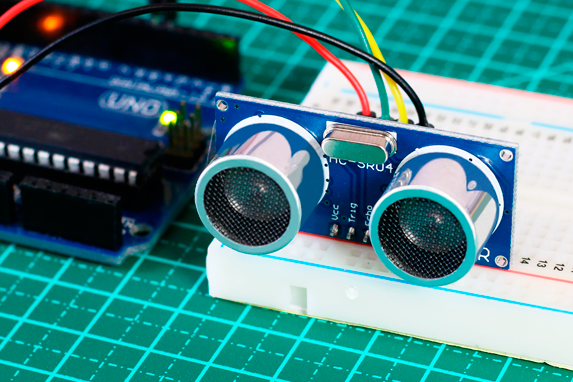 UNO
HC-SR04
Vcc
Trig
Echo
R
14
13
12